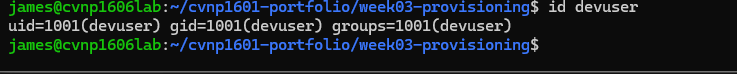 james@cvnp1606lab:~/cvnp1601-portfolio/week03-provisioning$ id devuser
uid=1001(devuser) gid=1001(devuser) groups=1001(devuser)
james@cvnp1606lab:~/cvnp1601-portfolio/week03-provisioning$